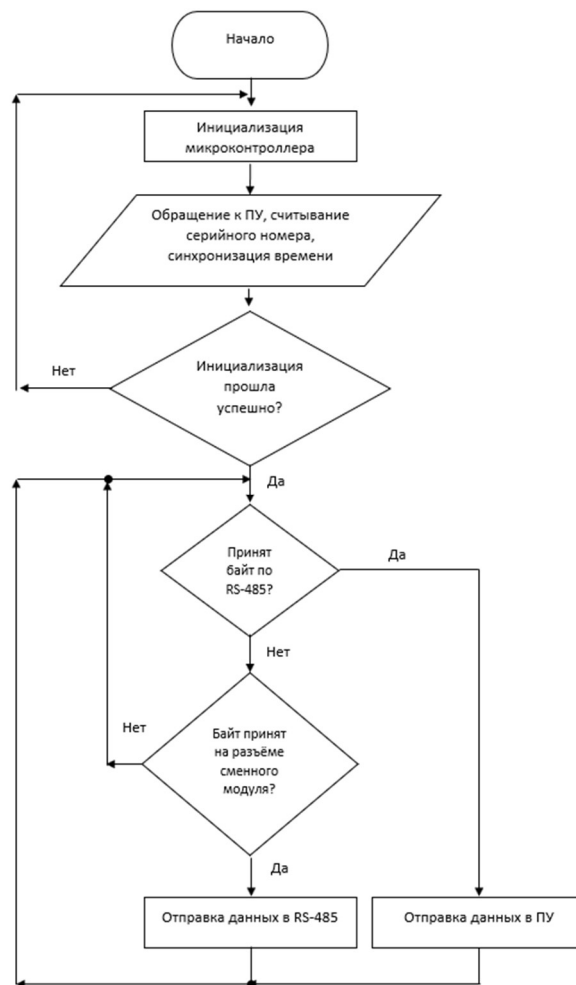 Начало
Инициализация
микроконтроллера
Обращение к ПУ, считывание
серийного номера,
синхронизация времени
Нет
Инициализация
прошла
успешно?
Да
Принят
байт по
RS-485?
Да
Нет
Нет
Байт принят
на разъёме
сменного
модуля?
Да
Отправка данных в RS-485
Отправка данных в ПУ